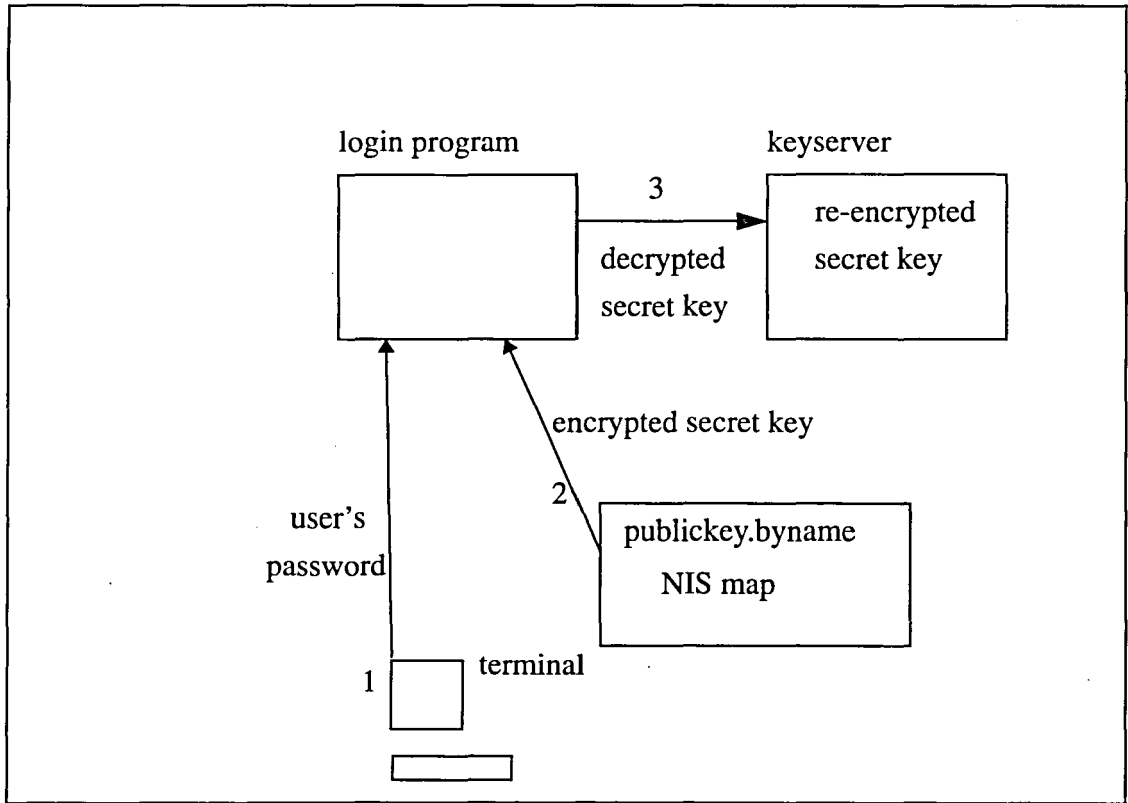 login program
keyserver
3
re-encrypted
secret key
decrypted
secret key
encrypted secret key
2
publickey.byname
NIS map
user's
password
1
terminal